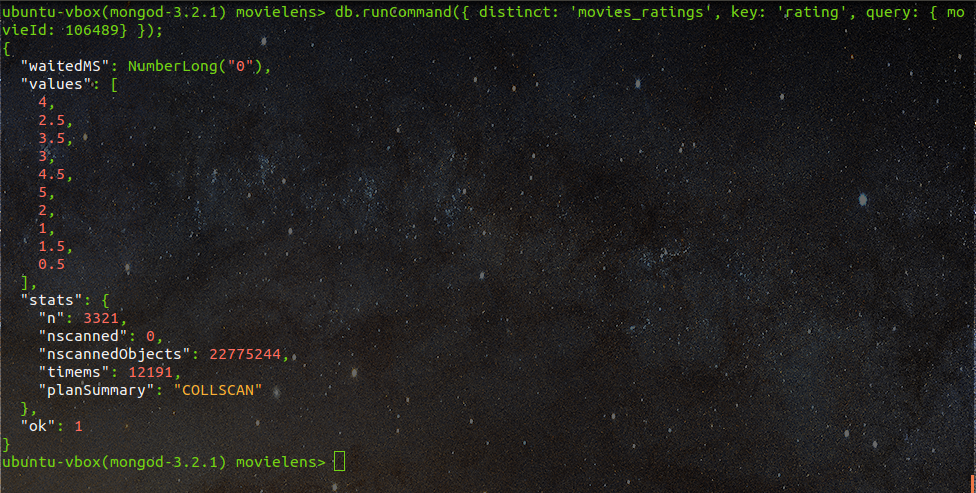 ubuntu-vbox(mongod-3.2.1) movielens> db.runCommand({ distinct: 'movies_ratings', key: 'rating', query: { mo
vieId: 106489} });
{
  "waitedMS": NumberLong("0"),
  "values": [
    4,
    2.5,
    3.5,
    3,
    4.5,
    5,
    2,
    1,
    1.5,
    0.5
  ],
  "stats": {
    "n": 3321,
    "nscanned": 0,
    "nscannedObjects": 22775244,
    "timems": 12191,
    "planSummary": "COLLSCAN"
  },
  "ok": 1
}
ubuntu-vbox(mongod-3.2.1) movielens>